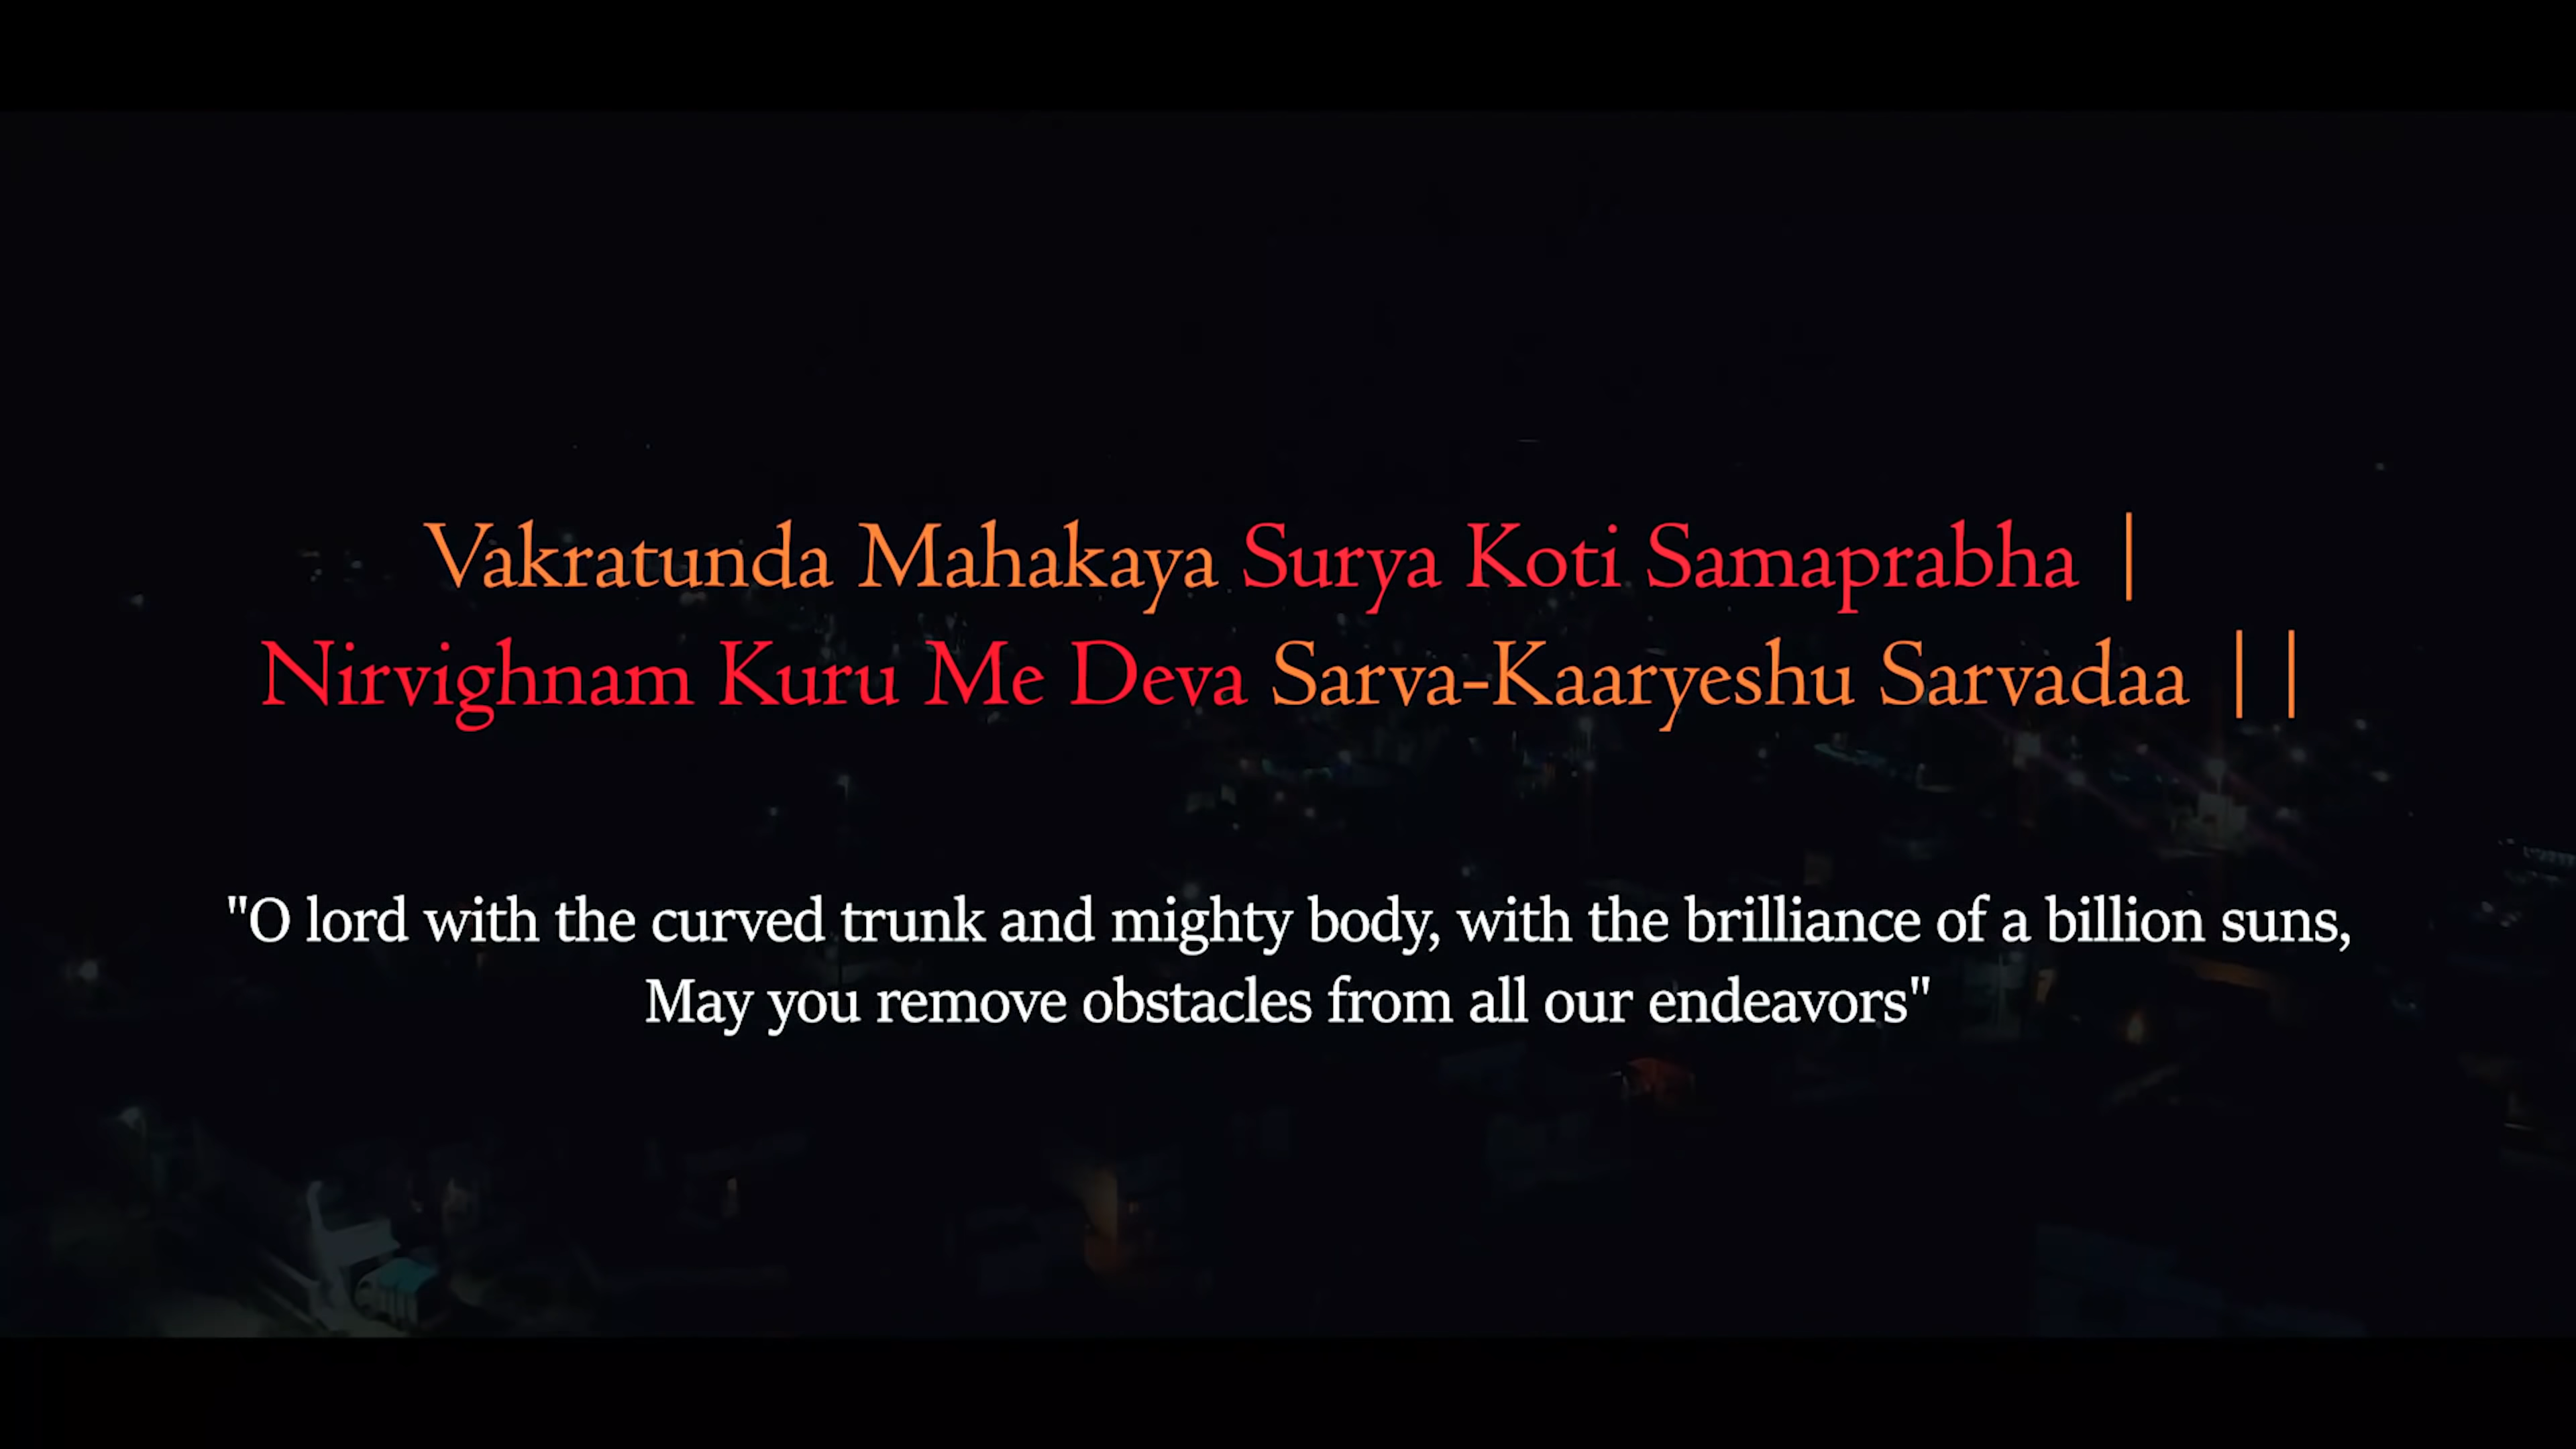 Vakratunda Mahakaya Surya Koti Samaprabha |
Nirvighnam Kuru Me Deva Sarva-Kaaryeshu Sarvadaa ||
"O lord with the curved trunk and mighty body, with the brilliance of a billion suns,
May you remove obstacles from all our endeavors"